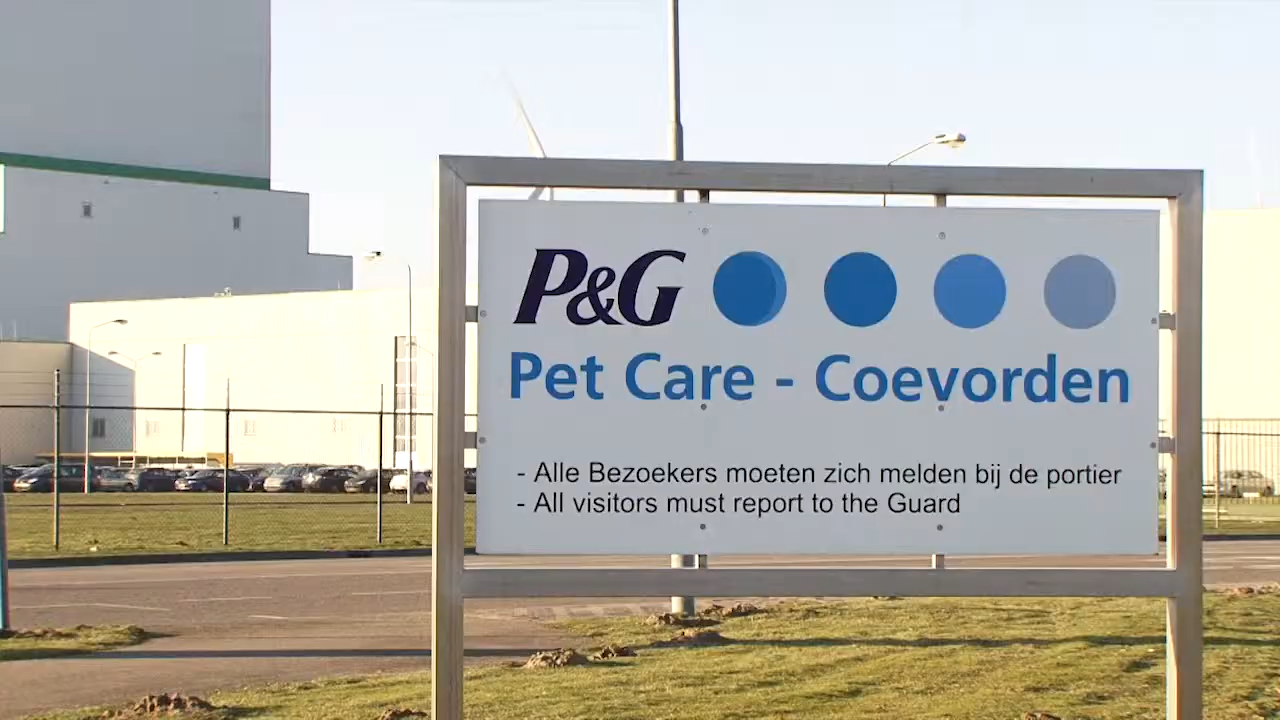 P&G
Pet Care - Coevorden
- Alle Bezoekers moeten zich melden bij de portier
- All visitors must report to the Guard